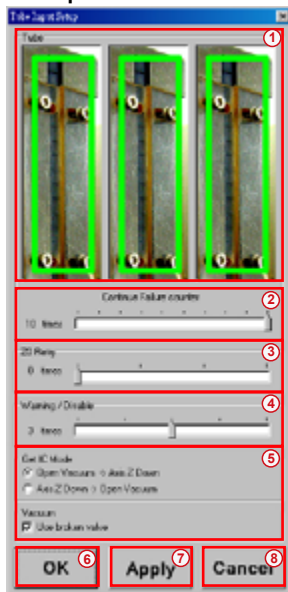 Tube Input Setup
Tube
1
Continue Failure counter
2
10 times
ZS Retry
3
0 times
Warning / Disable
4
3 times
Get IC Mode
5
Open Vacuum -> Axis Z Down
Axis Z Down -> Open Vacuum
Vacuum
Use broken valve
OK
6
Apply
7
Cancel
8